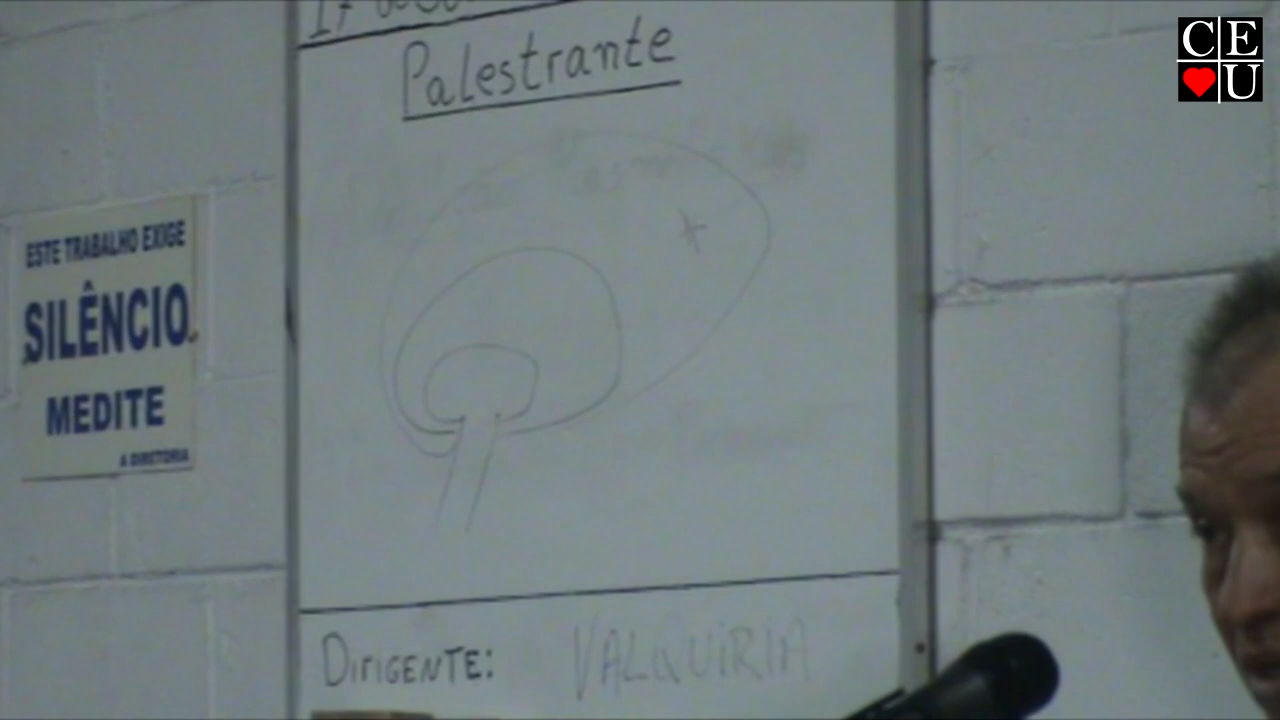 CE
U
Palestrante
ESTE TRABALHO EXIGE
SILÊNCIO
MEDITE
A DIRETORIA
DIRIGENTE: VALQUIRIA